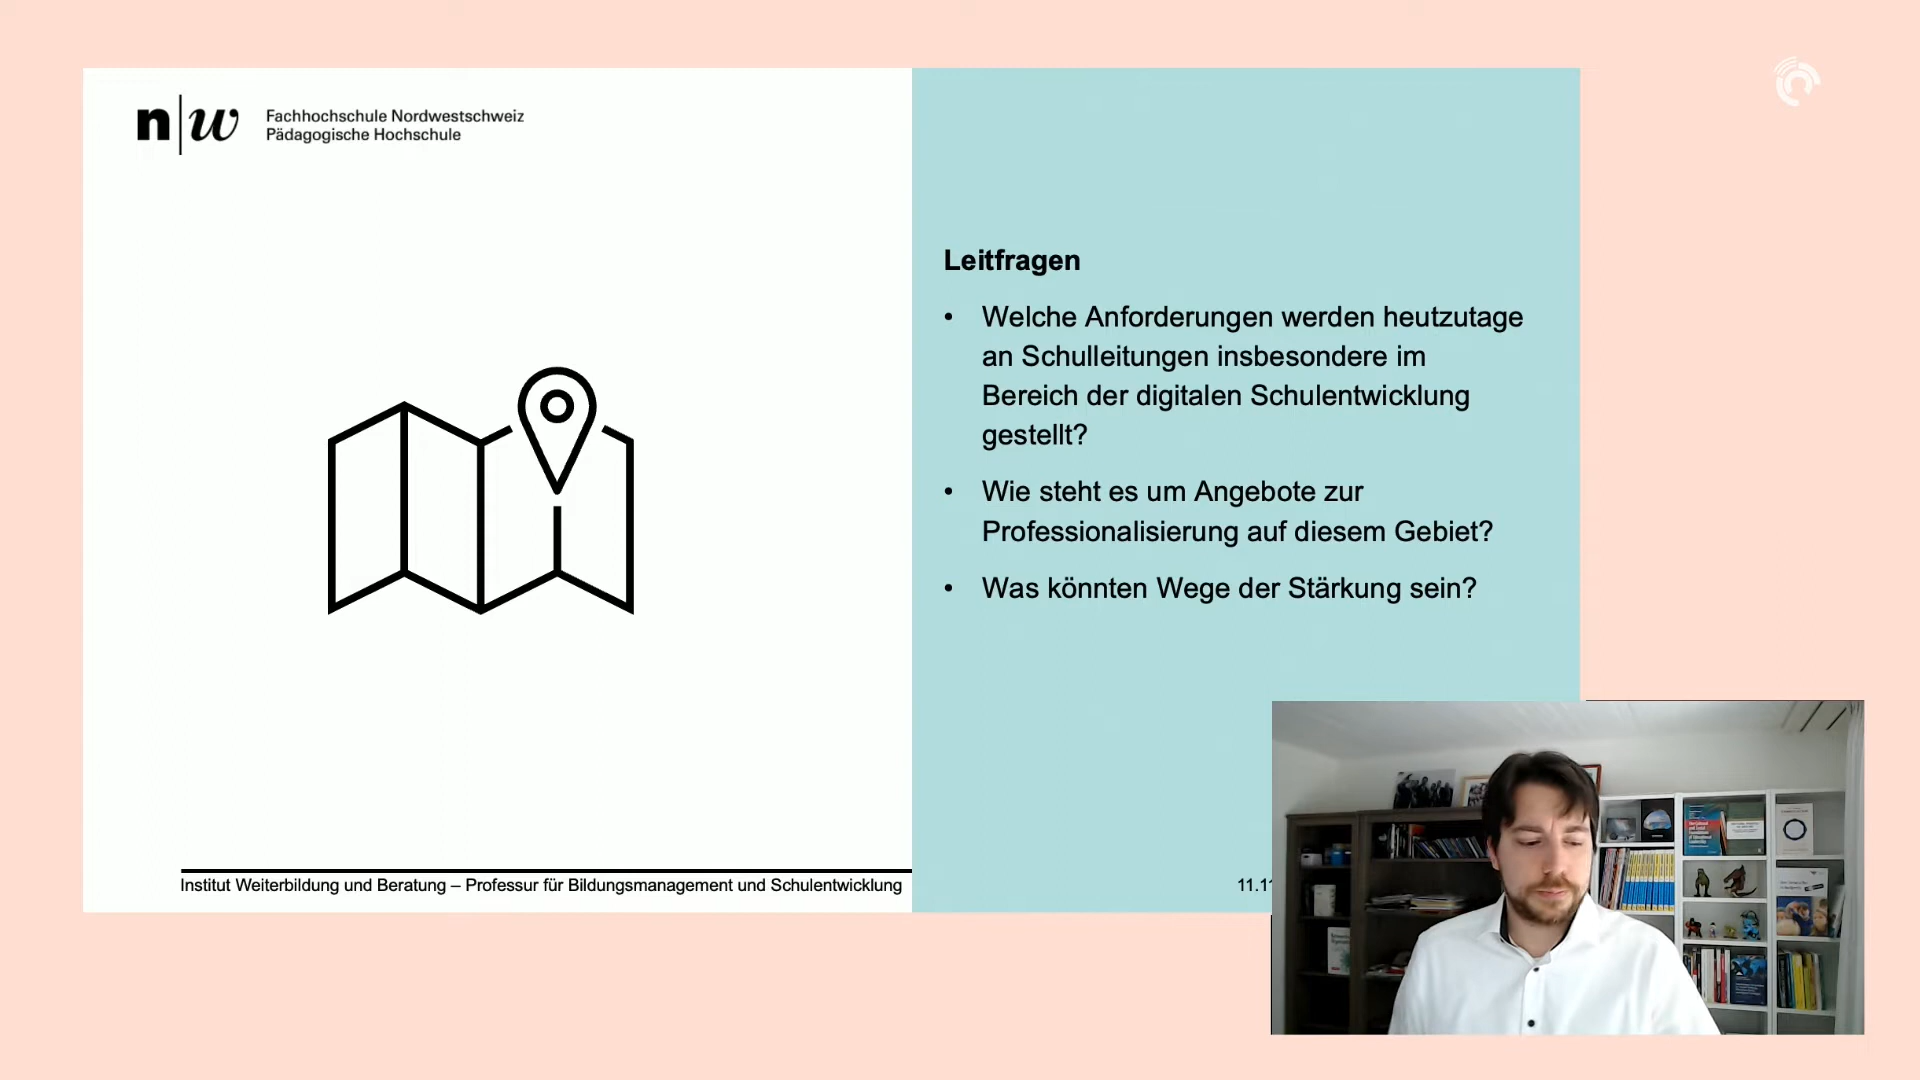 n|w
Fachhochschule Nordwestschweiz
Pädagogische Hochschule
Leitfragen
• Welche Anforderungen werden heutzutage
an Schulleitungen insbesondere im
Bereich der digitalen Schulentwicklung
gestellt?
• Wie steht es um Angebote zur
Professionalisierung auf diesem Gebiet?
• Was könnten Wege der Stärkung sein?
Institut Weiterbildung und Beratung – Professur für Bildungsmanagement und Schulentwicklung